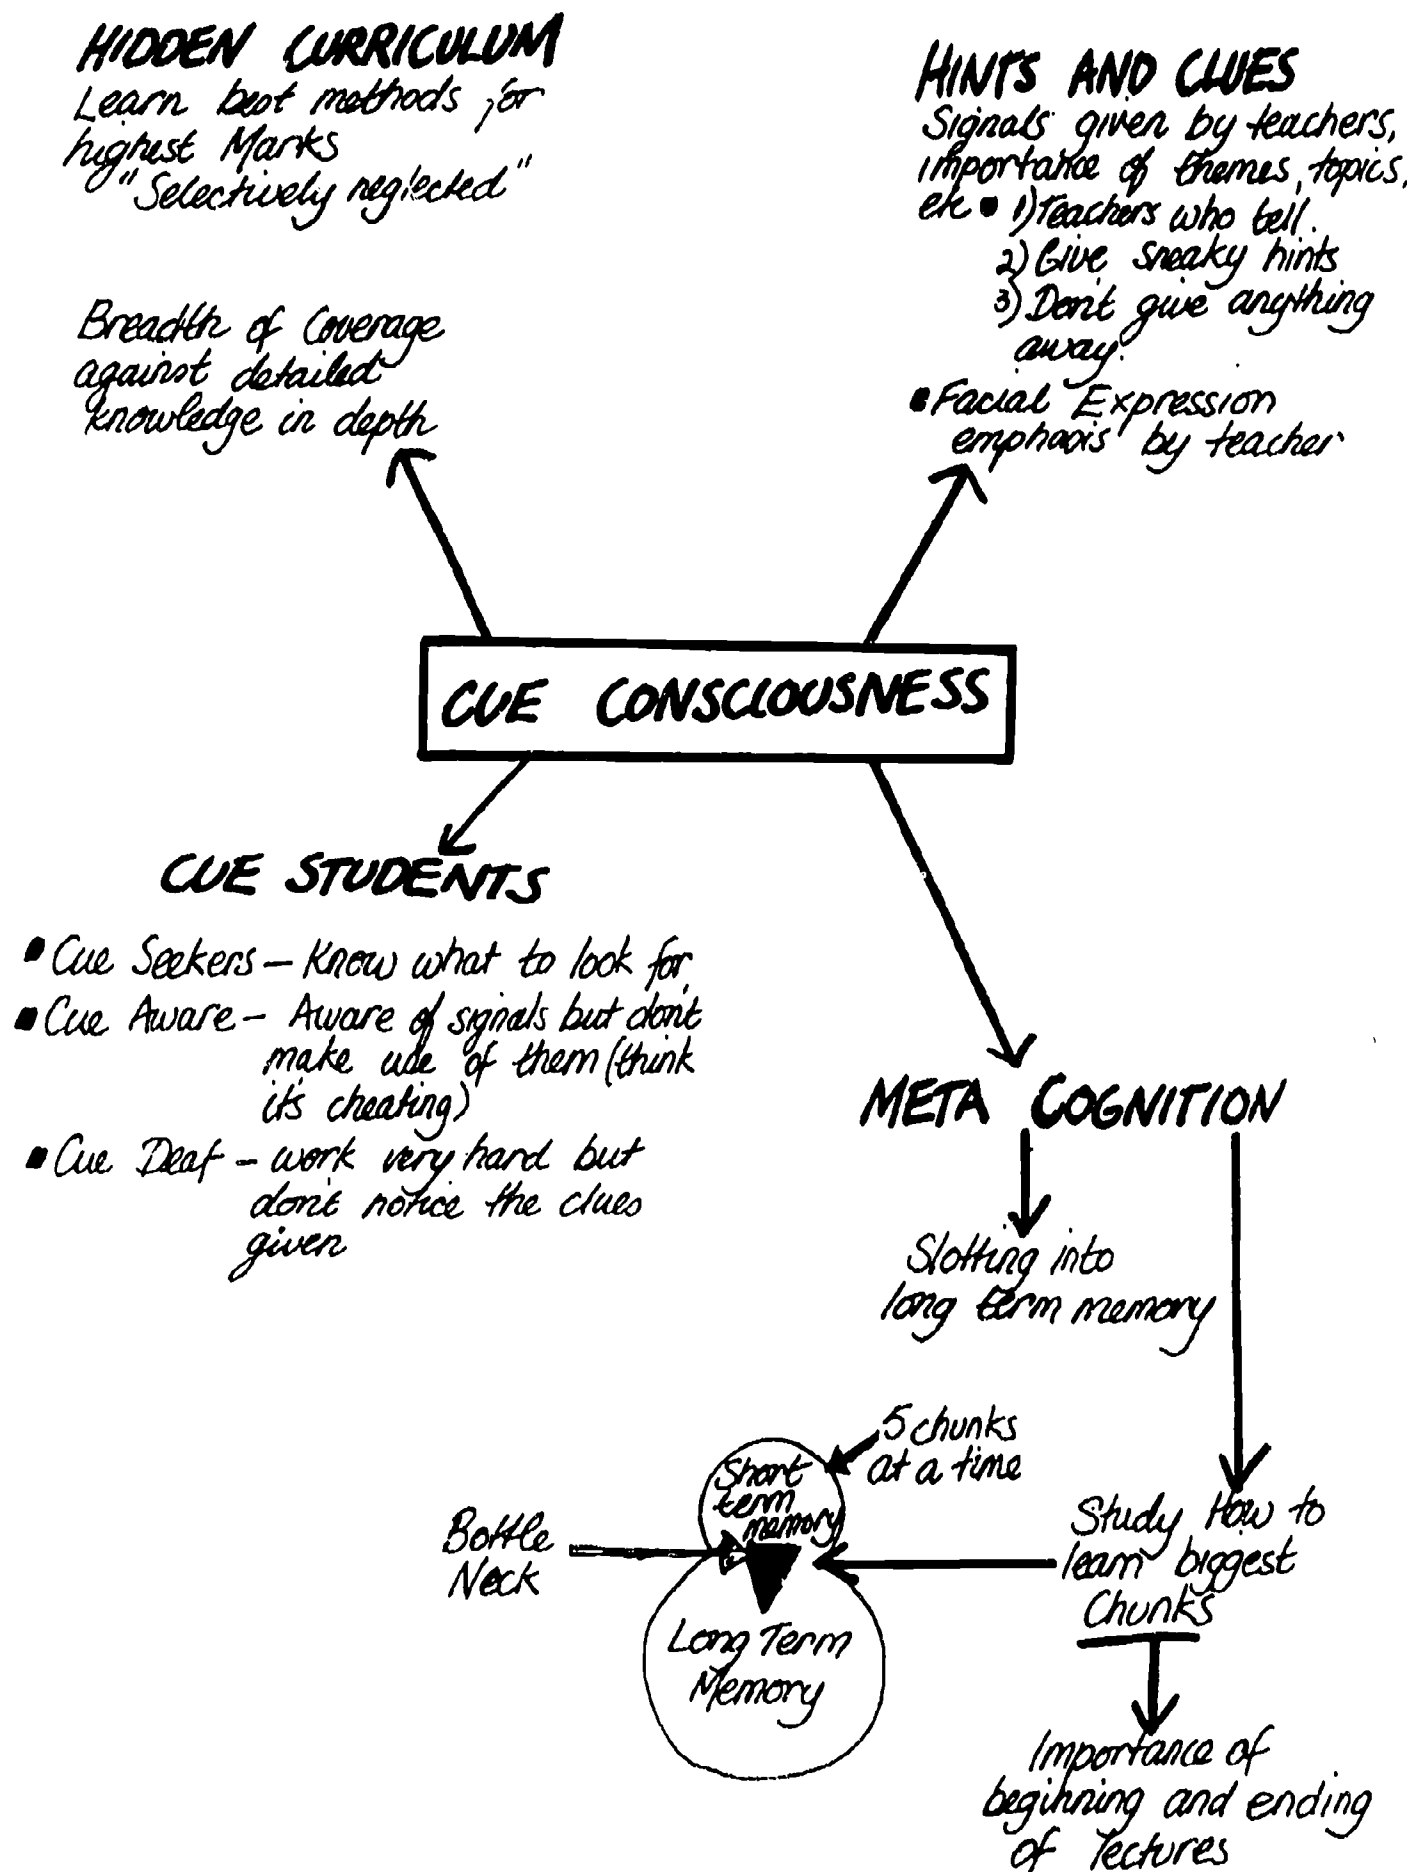 HIDDEN CURRICULUM
Learn best methods for
highest Marks
"Selectively neglected"
Breadth of Coverage
against detailed
knowledge in depth
HINTS AND CLUES
Signals given by teachers,
importance of themes, topics,
etc • 1) Teachers who tell.
2) Give sneaky hints
3) Don't give anything
away.
• Facial Expression
emphasis by teacher
CUE CONSCIOUSNESS
CUE STUDENTS
• Cue Seekers – Know what to look for
• Cue Aware – Aware of signals but don't
make use of them (think
it's cheating)
• Cue Deaf – work very hard but
don't notice the clues
given
META COGNITION
Slotting into
long term memory
5 chunks
at a time
Short
term
memory
Bottle
Neck
Long Term
Memory
Study How to
learn biggest
Chunks
Importance of
beginning and ending
of lectures